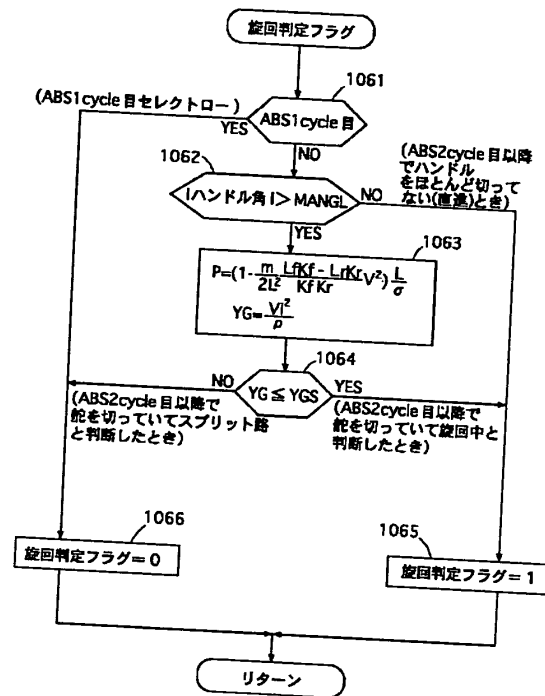 旋回判定フラグ
1061
(ABS1cycle目セレクトロー)
YES
ABS1cycle目
NO
1062
(ABS2cycle目以降
でハンドル
をほとんど切って
ない(直進)とき)
|ハンドル角|> MANGL
NO
YES
1063
P=(1-m/2L² LfKf-LrKr/KfKr V²)L/σ
YG=VI²/ρ
1064
NO
YG≦YGS
YES
(ABS2cycle目以降で
舵を切っていてスプリット路
と判断したとき)
(ABS2cycle目以降で
舵を切っていて旋回中と
判断したとき)
1066
旋回判定フラグ=0
1065
旋回判定フラグ=1
リターン